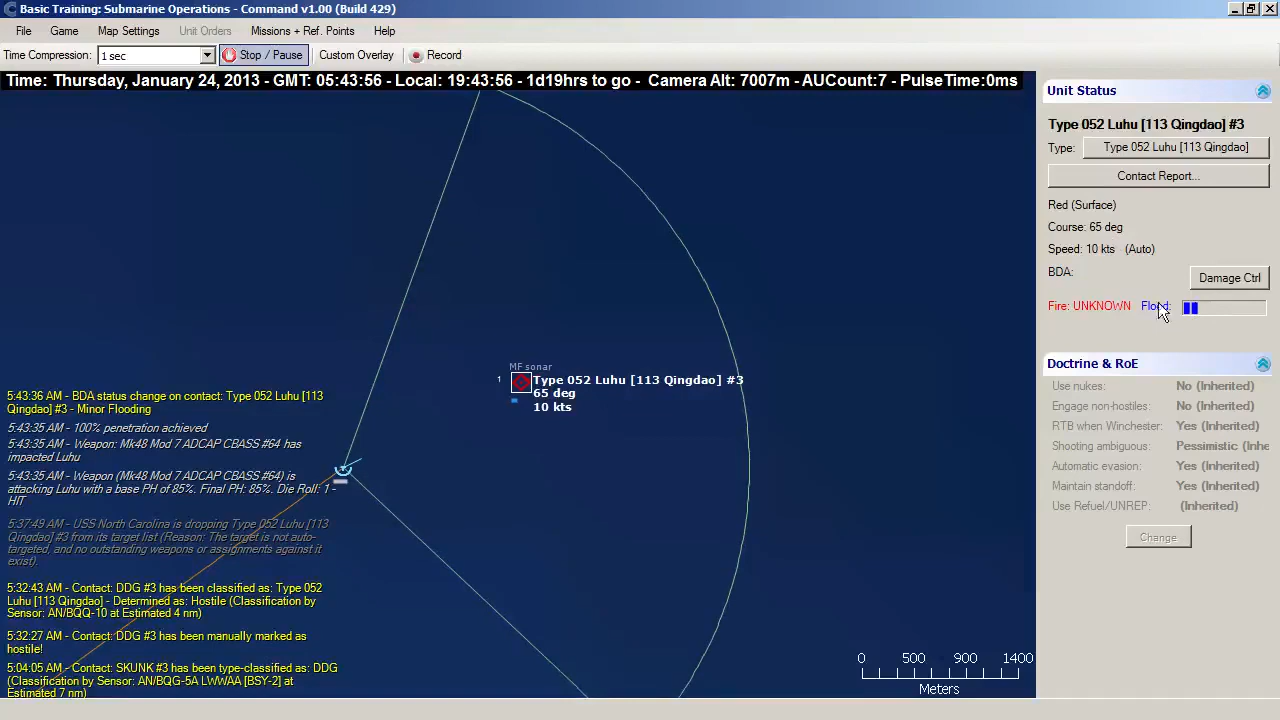 Basic Training: Submarine Operations - Command v1.00 (Build 429)
File Game Map Settings Unit Orders Missions + Ref. Points Help
Time Compression: 1 sec Stop / Pause Custom Overlay Record
Time: Thursday, January 24, 2013 - GMT: 05:43:56 - Local: 19:43:56 - 1d19hrs to go - Camera Alt: 7007m - AUCount:7 - PulseTime:0ms
Unit Status
Type 052 Luhu [113 Qingdao] #3
Type: Type 052 Luhu [113 Qingdao]
Contact Report...
Red (Surface)
Course: 65 deg
Speed: 10 kts (Auto)
BDA: Damage Ctrl
Fire: UNKNOWN Flood:
Doctrine & RoE
Use nukes: No (Inherited)
Engage non-hostiles: No (Inherited)
RTB when Winchester: Yes (Inherited)
Shooting ambiguous: Pessimistic (Inhe
Automatic evasion: Yes (Inherited)
Maintain standoff: Yes (Inherited)
Use Refuel/UNREP: (Inherited)
Change
MF sonar
1 Type 052 Luhu [113 Qingdao] #3
65 deg
10 kts
5:43:36 AM - BDA status change on contact: Type 052 Luhu [113
Qingdao] #3 - Minor Flooding
5:43:35 AM - 100% penetration achieved
5:43:35 AM - Weapon: Mk48 Mod 7 ADCAP CBASS #64 has
impacted Luhu
5:43:35 AM - Weapon (Mk48 Mod 7 ADCAP CBASS #64) is
attacking Luhu with a base PH of 85%. Final PH: 85%. Die Roll: 1 -
HIT
5:37:49 AM - USS North Carolina is dropping Type 052 Luhu [113
Qingdao] #3 from its target list (Reason: The target is not auto-
targeted, and no outstanding weapons or assignments against it
exist).
5:32:43 AM - Contact: DDG #3 has been classified as: Type 052
Luhu [113 Qingdao] - Determined as: Hostile (Classification by
Sensor: AN/BQQ-10 at Estimated 4 nm)
5:32:27 AM - Contact: DDG #3 has been manually marked as
hostile!
5:04:05 AM - Contact: SKUNK #3 has been type-classified as: DDG
(Classification by Sensor: AN/BQG-5A LWWAA [BSY-2] at
Estimated 7 nm)
0 500 900 1400
Meters